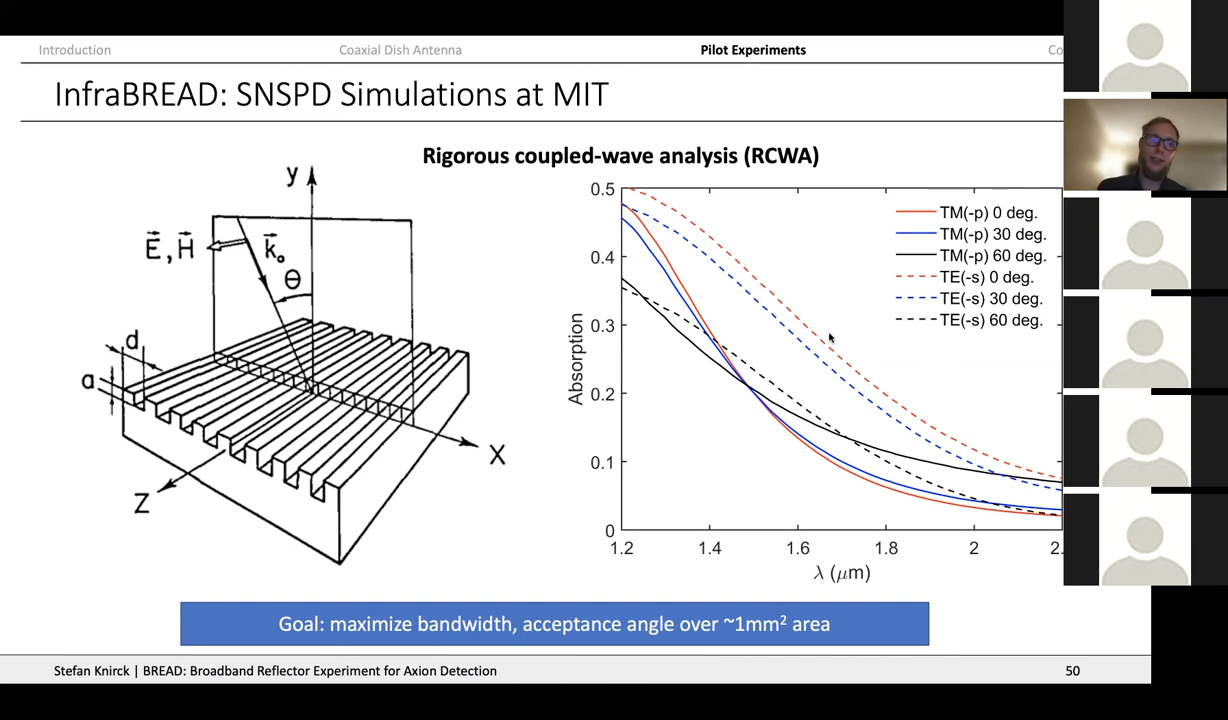 Introduction
Coaxial Dish Antenna
Pilot Experiments
Co
InfraBREAD: SNSPD Simulations at MIT
Rigorous coupled-wave analysis (RCWA)
y
E, H
k₀
θ
d
a
X
Z
0.5
0.4
0.3
0.2
0.1
0
Absorption
1.2
1.4
1.6
1.8
2
2.
λ (μm)
TM(-p) 0 deg.
TM(-p) 30 deg.
TM(-p) 60 deg.
TE(-s) 0 deg.
TE(-s) 30 deg.
TE(-s) 60 deg.
Goal: maximize bandwidth, acceptance angle over ~1mm² area
Stefan Knirck | BREAD: Broadband Reflector Experiment for Axion Detection
50